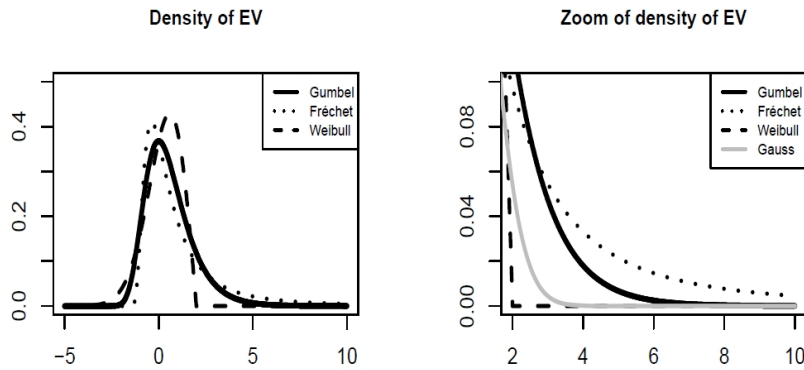 Density of EV
Gumbel
Fréchet
Weibull
0.0
0.2
0.4
−5
0
5
10
Zoom of density of EV
Gumbel
Fréchet
Weibull
Gauss
0.00
0.04
0.08
2
4
6
8
10